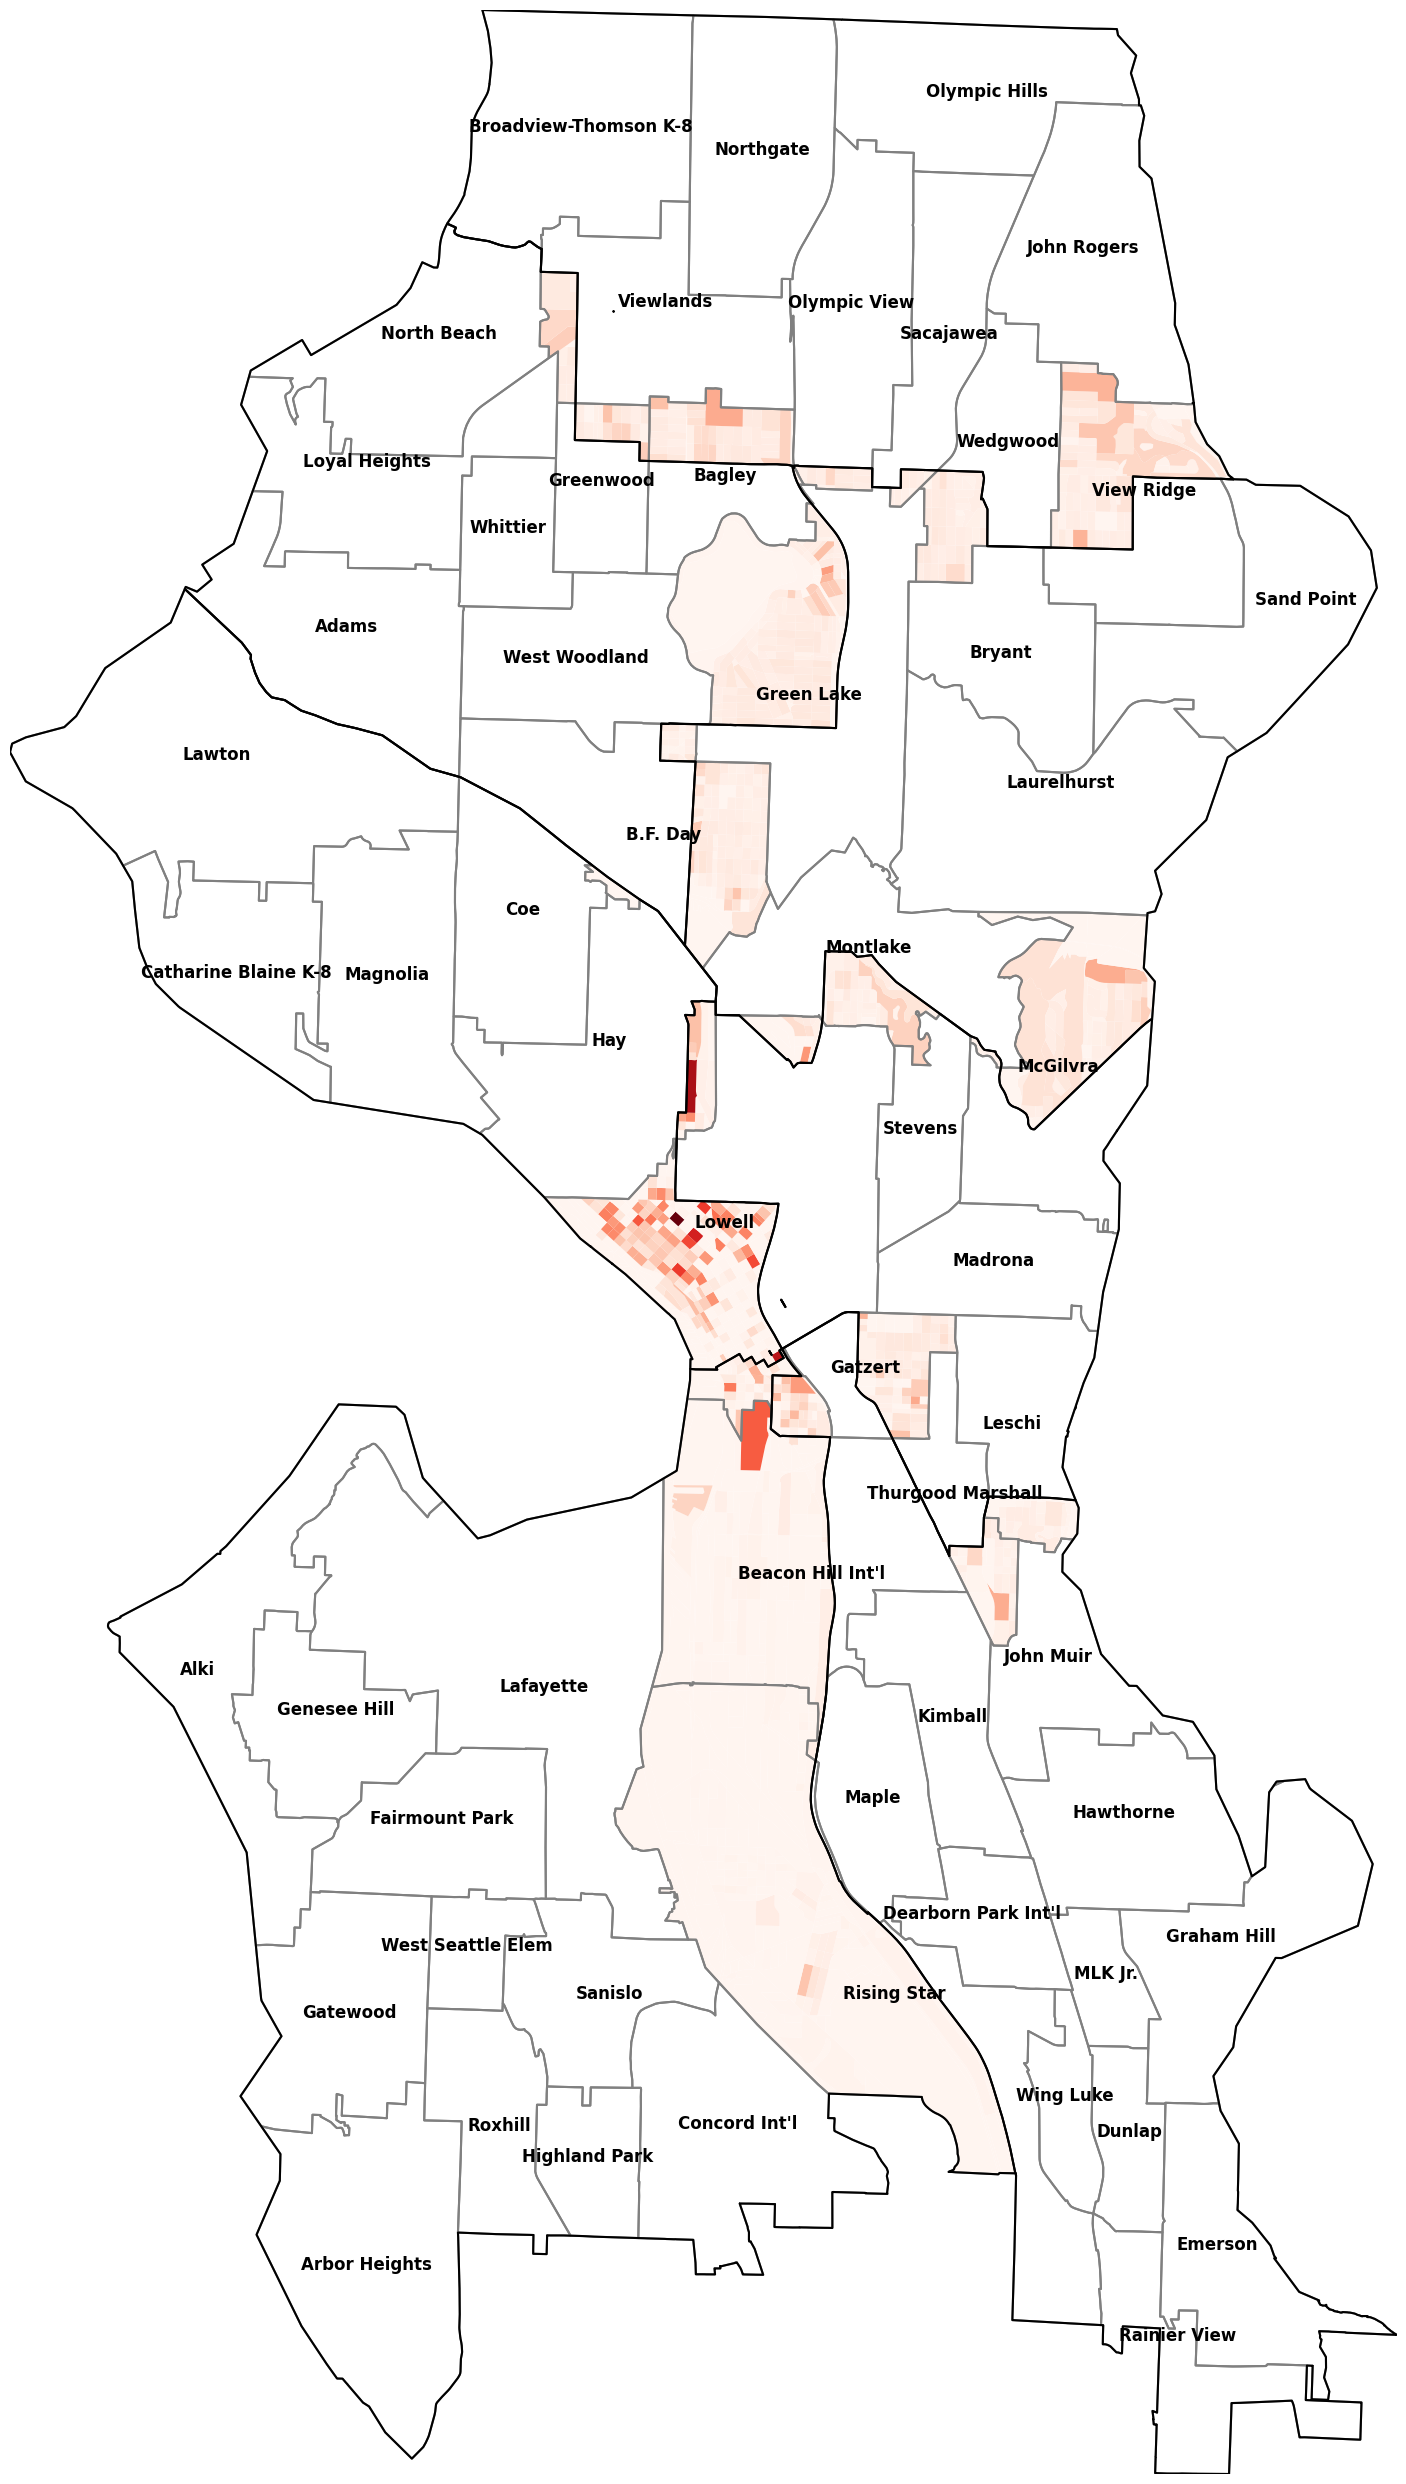 Olympic Hills
Broadview-Thomson K-8
Northgate
John Rogers
Viewlands
Olympic View
North Beach
Sacajawea
Wedgwood
Loyal Heights
Bagley
Greenwood
View Ridge
Whittier
Sand Point
Adams
Bryant
West Woodland
Green Lake
Lawton
Laurelhurst
B.F. Day
Coe
Montlake
Catharine Blaine K-8
Magnolia
Hay
McGilvra
Stevens
Lowell
Madrona
Gatzert
Leschi
Thurgood Marshall
Beacon Hill Int'l
John Muir
Alki
Lafayette
Genesee Hill
Kimball
Maple
Hawthorne
Fairmount Park
Dearborn Park Int'l
Graham Hill
West Seattle Elem
MLK Jr.
Sanislo
Rising Star
Gatewood
Wing Luke
Concord Int'l
Roxhill
Dunlap
Highland Park
Emerson
Arbor Heights
Rainier View